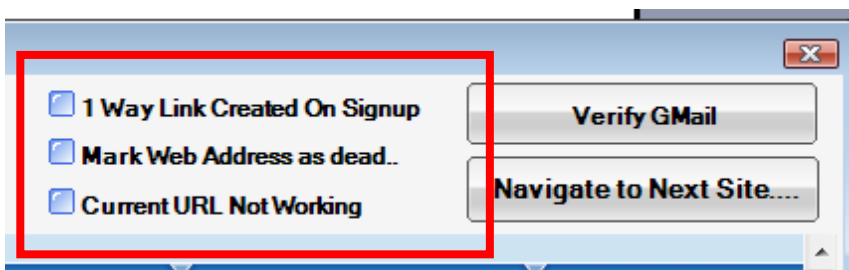 1 Way Link Created On Signup
Verify GMail
Mark Web Address as dead..
Navigate to Next Site....
Current URL Not Working